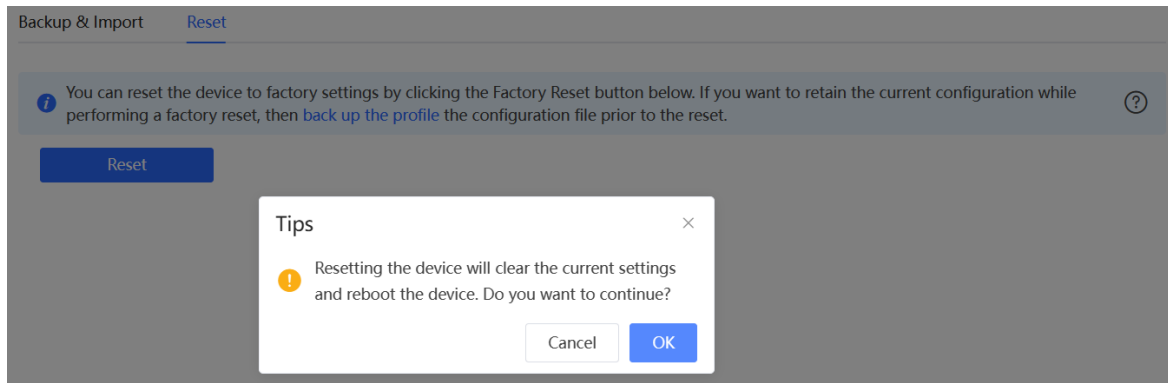 Backup & Import Reset
You can reset the device to factory settings by clicking the Factory Reset button below. If you want to retain the current configuration while
performing a factory reset, then back up the profile the configuration file prior to the reset.
Reset
Tips
Resetting the device will clear the current settings
and reboot the device. Do you want to continue?
Cancel OK